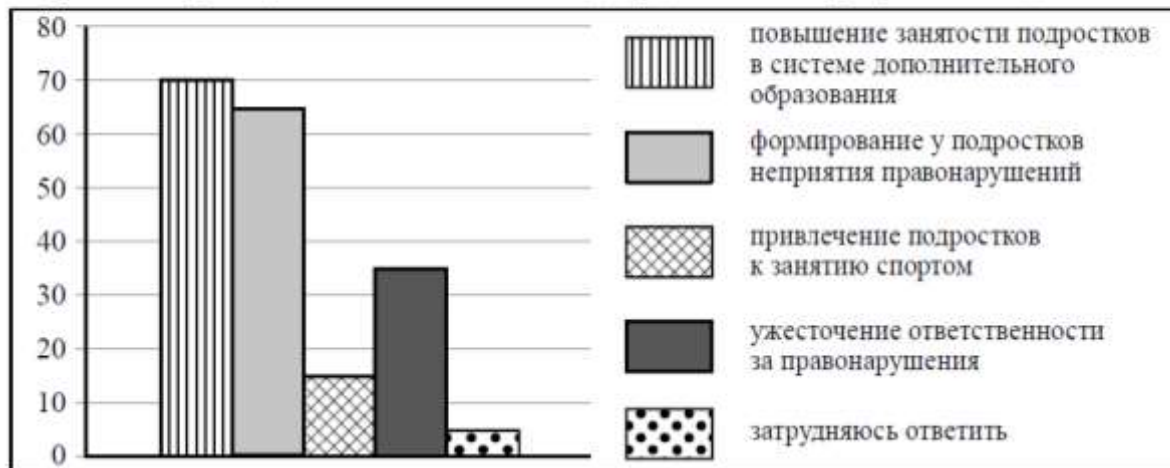 80
70
60
50
40
30
20
10
0
повышение занятости подростков
в системе дополнительного
образования
формирование у подростков
неприятия правонарушений
привлечение подростков
к занятию спортом
ужесточение ответственности
за правонарушения
затрудняюсь ответить